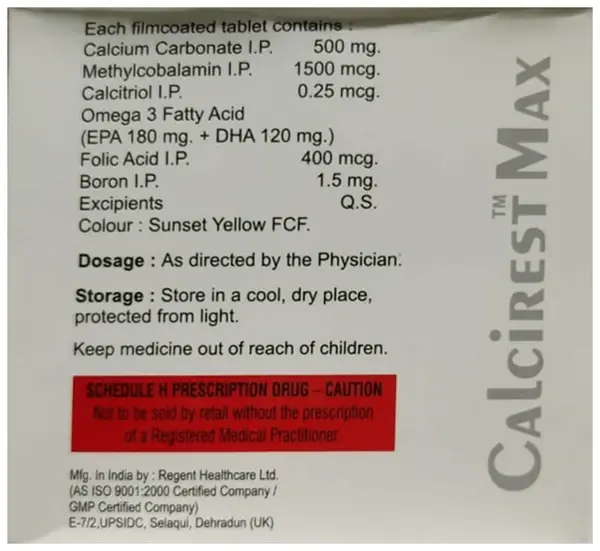 Each filmcoated tablet contains :
Calcium Carbonate I.P. 500 mg.
Methylcobalamin I.P. 1500 mcg.
Calcitriol I.P. 0.25 mcg.
Omega 3 Fatty Acid
(EPA 180 mg. + DHA 120 mg.)
Folic Acid I.P. 400 mcg.
Boron I.P. 1.5 mg.
Excipients Q.S.
Colour : Sunset Yellow FCF.
Dosage : As directed by the Physician.
Storage : Store in a cool, dry place,
protected from light.
Keep medicine out of reach of children.
SCHEDULE H PRESCRIPTION DRUG – CAUTION
Not to be sold by retail without the prescription
of a Registered Medical Practitioner.
Mfg. In India by : Regent Healthcare Ltd.
(AS ISO 9001:2000 Certified Company /
GMP Certified Company)
E-7/2,UPSIDC, Selaqui, Dehradun (UK)
CALCIREST™ MAX